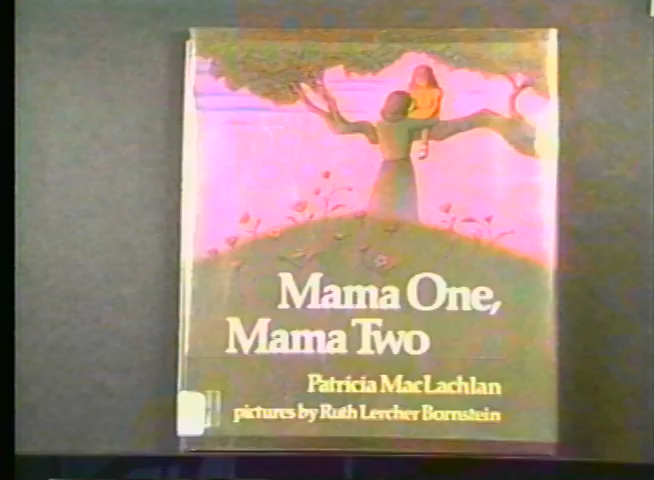 Mama One,
Mama Two
Patricia MacLachlan
pictures by Ruth Lercher Bornstein